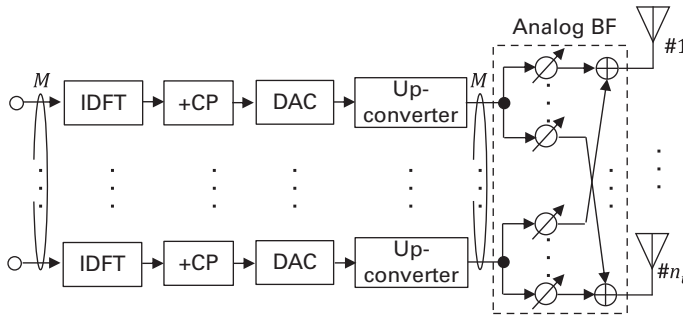 Analog BF
#1
M
IDFT
+CP
DAC
Up-
converter
M
IDFT
+CP
DAC
Up-
converter
#n